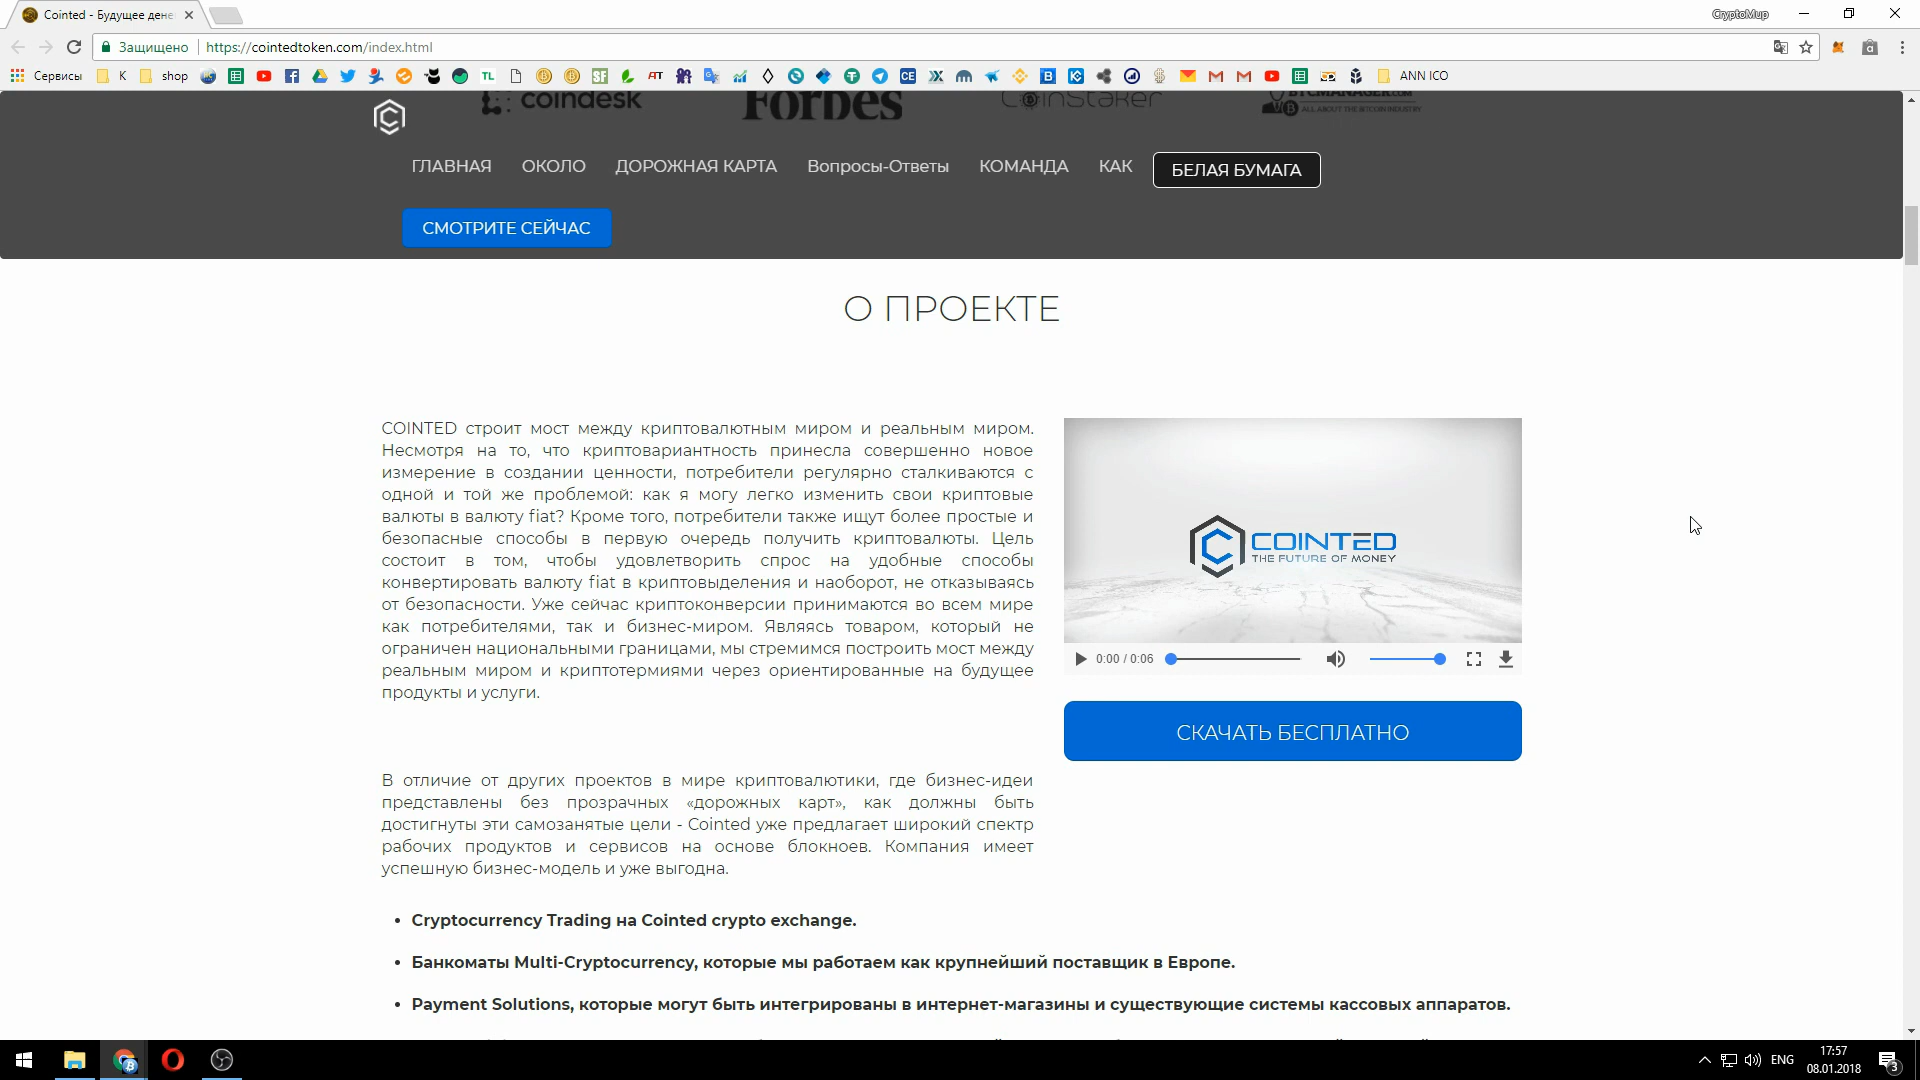 Cointed - Будущее дене
CryptoMup
Защищено
https://cointedtoken.com/index.html
Сервисы
K
shop
ANN ICO
coindesk
Forbes
CoinStaker
BTCMANAGER.COM
ALL ABOUT THE BITCOIN INDUSTRY
ГЛАВНАЯ
ОКОЛО
ДОРОЖНАЯ КАРТА
Вопросы-Ответы
КОМАНДА
КАК
БЕЛАЯ БУМАГА
СМОТРИТЕ СЕЙЧАС
О ПРОЕКТЕ
COINTED строит мост между криптовалютным миром и реальным миром.
Несмотря на то, что криптовариантность принесла совершенно новое
измерение в создании ценности, потребители регулярно сталкиваются с
одной и той же проблемой: как я могу легко изменить свои криптовые
валюты в валюту fiat? Кроме того, потребители также ищут более простые и
безопасные способы в первую очередь получить криптовалюты. Цель
состоит в том, чтобы удовлетворить спрос на удобные способы
конвертировать валюту fiat в криптовыделения и наоборот, не отказываясь
от безопасности. Уже сейчас криптоконверсии принимаются во всем мире
как потребителями, так и бизнес-миром. Являясь товаром, который не
ограничен национальными границами, мы стремимся построить мост между
реальным миром и криптотермиями через ориентированные на будущее
продукты и услуги.
COINTED
THE FUTURE OF MONEY
0:00 / 0:06
СКАЧАТЬ БЕСПЛАТНО
В отличие от других проектов в мире криптовалютики, где бизнес-идеи
представлены без прозрачных «дорожных карт», как должны быть
достигнуты эти самозанятые цели - Cointed уже предлагает широкий спектр
рабочих продуктов и сервисов на основе блокноев. Компания имеет
успешную бизнес-модель и уже выгодна.
• Cryptocurrency Trading на Cointed crypto exchange.
• Банкоматы Multi-Cryptocurrency, которые мы работаем как крупнейший поставщик в Европе.
• Payment Solutions, которые могут быть интегрированы в интернет-магазины и существующие системы кассовых аппаратов.
ENG
17:57
08.01.2018
3